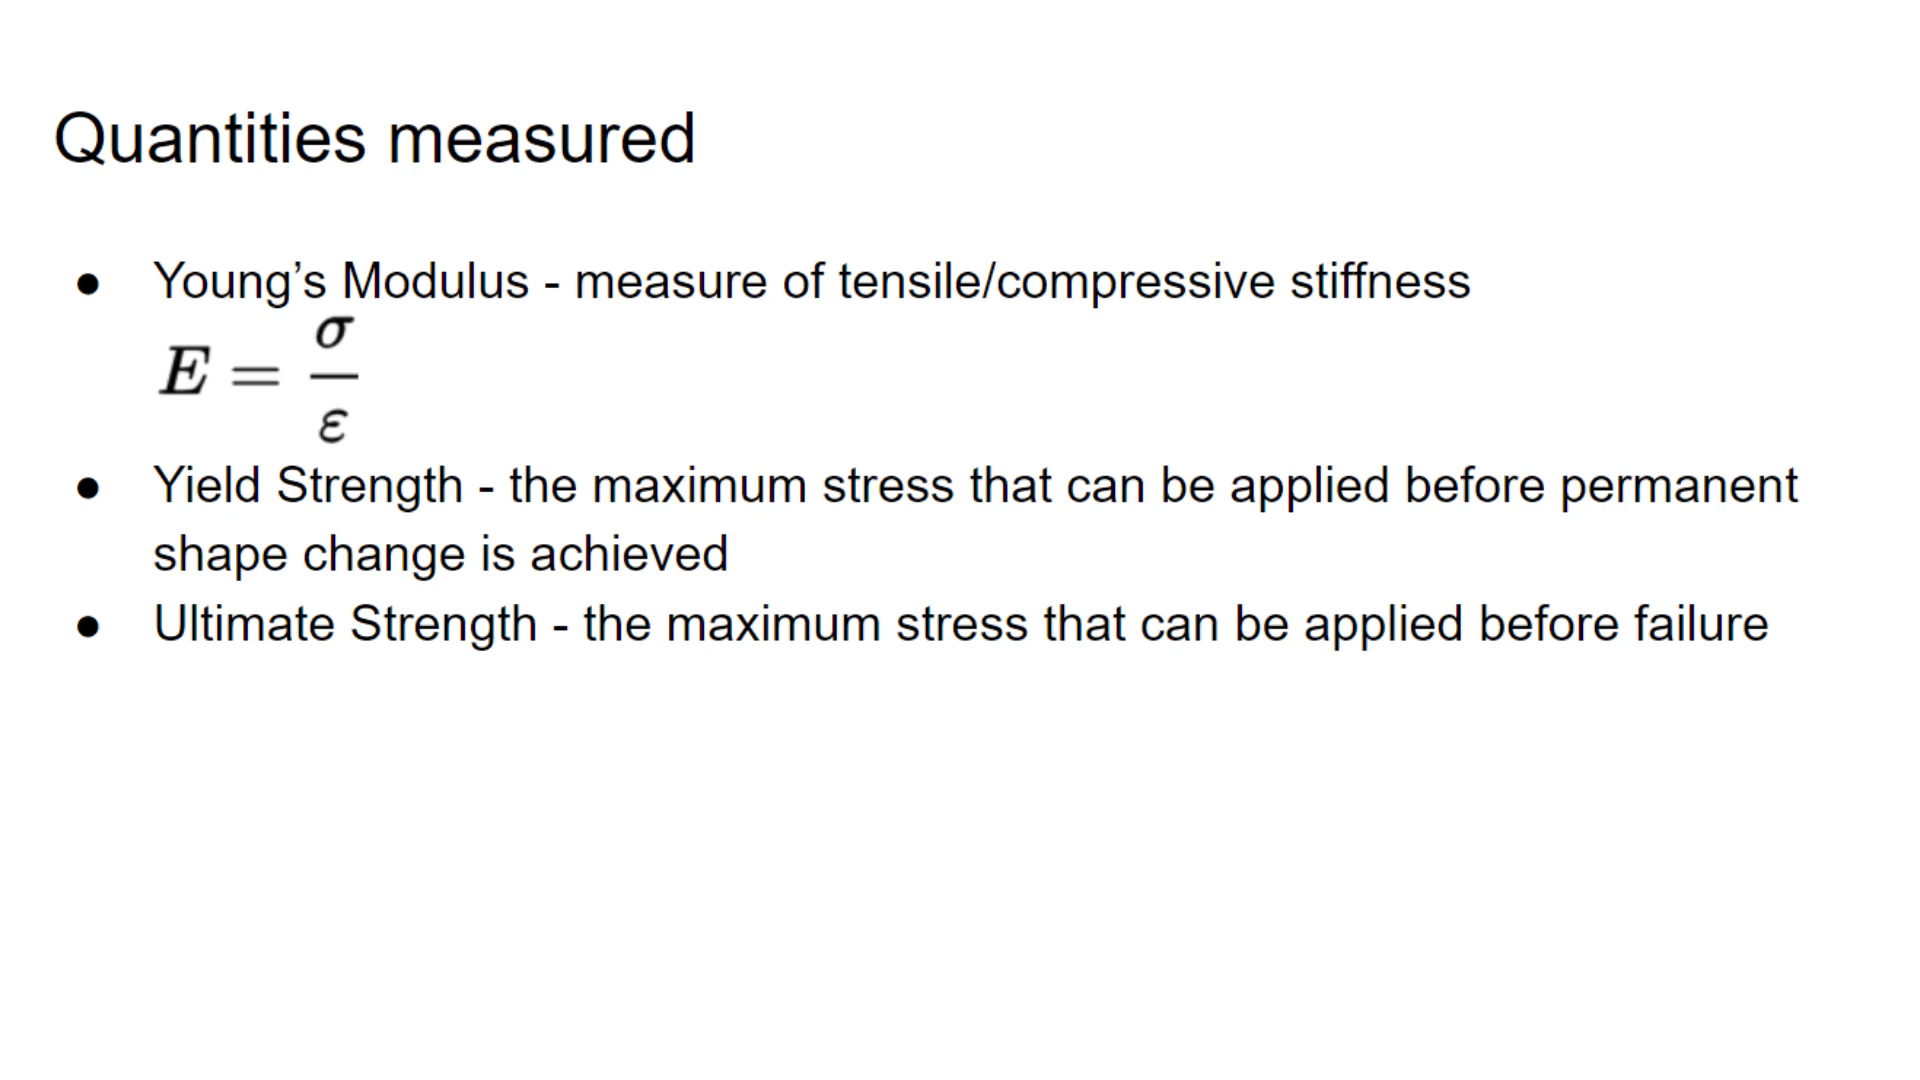 Quantities measured
● Young’s Modulus - measure of tensile/compressive stiffness
E = σ/ε
● Yield Strength - the maximum stress that can be applied before permanent
shape change is achieved
● Ultimate Strength - the maximum stress that can be applied before failure